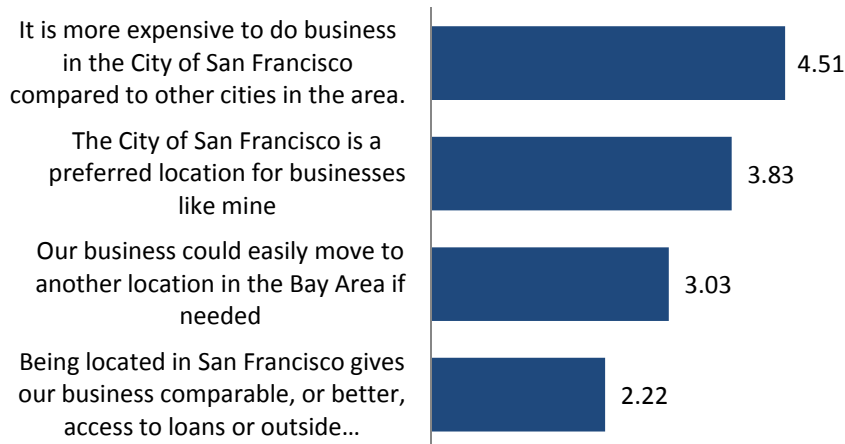 It is more expensive to do business
in the City of San Francisco
compared to other cities in the area.
4.51
The City of San Francisco is a
preferred location for businesses
like mine
3.83
Our business could easily move to
another location in the Bay Area if
needed
3.03
Being located in San Francisco gives
our business comparable, or better,
access to loans or outside…
2.22